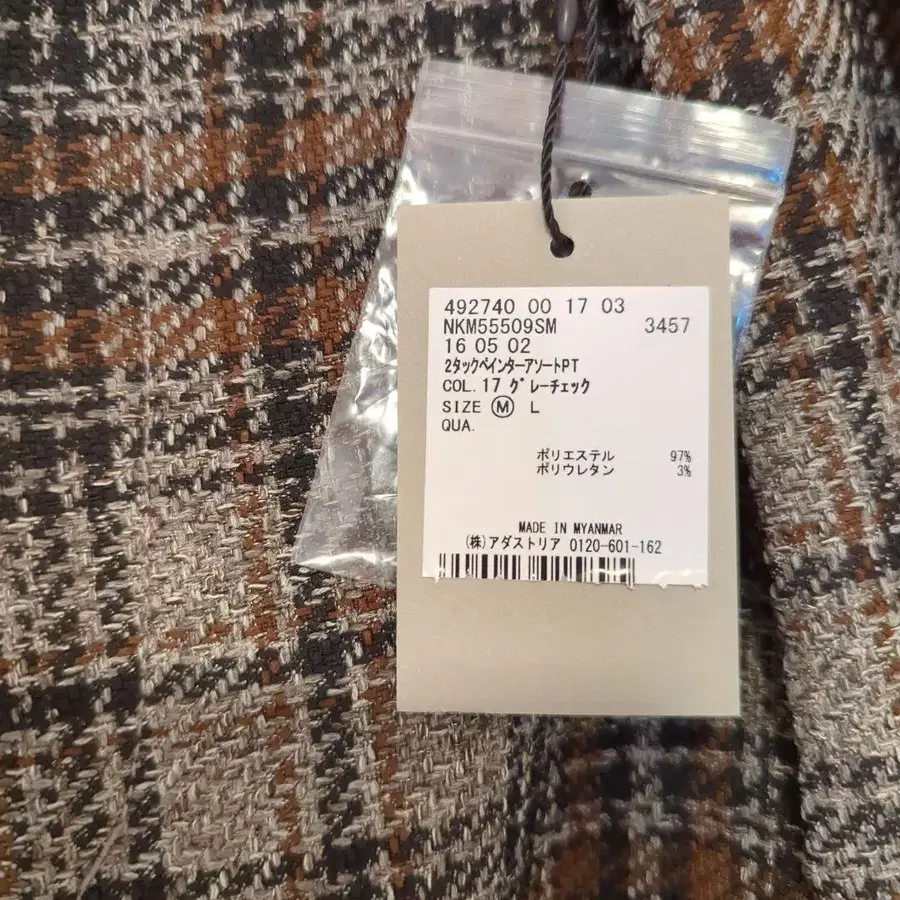 492740 00 17 03
NKM55509SM 3457
16 05 02
2タックペインターアソートPT
COL.17 グレーチェック
SIZE Ⓜ L
QUA.
ポリエステル 97%
ポリウレタン 3%
MADE IN MYANMAR
(株)アダストリア 0120-601-162